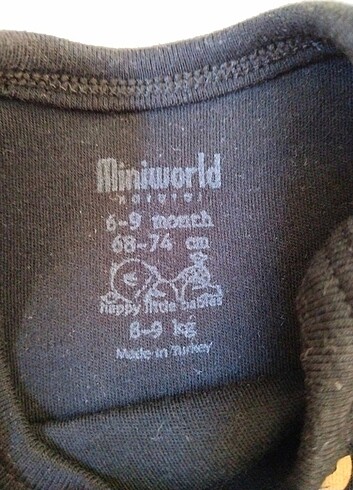 Miniworld
natural
6-9 month
68-74 cm
happy little babies
8-9 kg
Made in Turkey